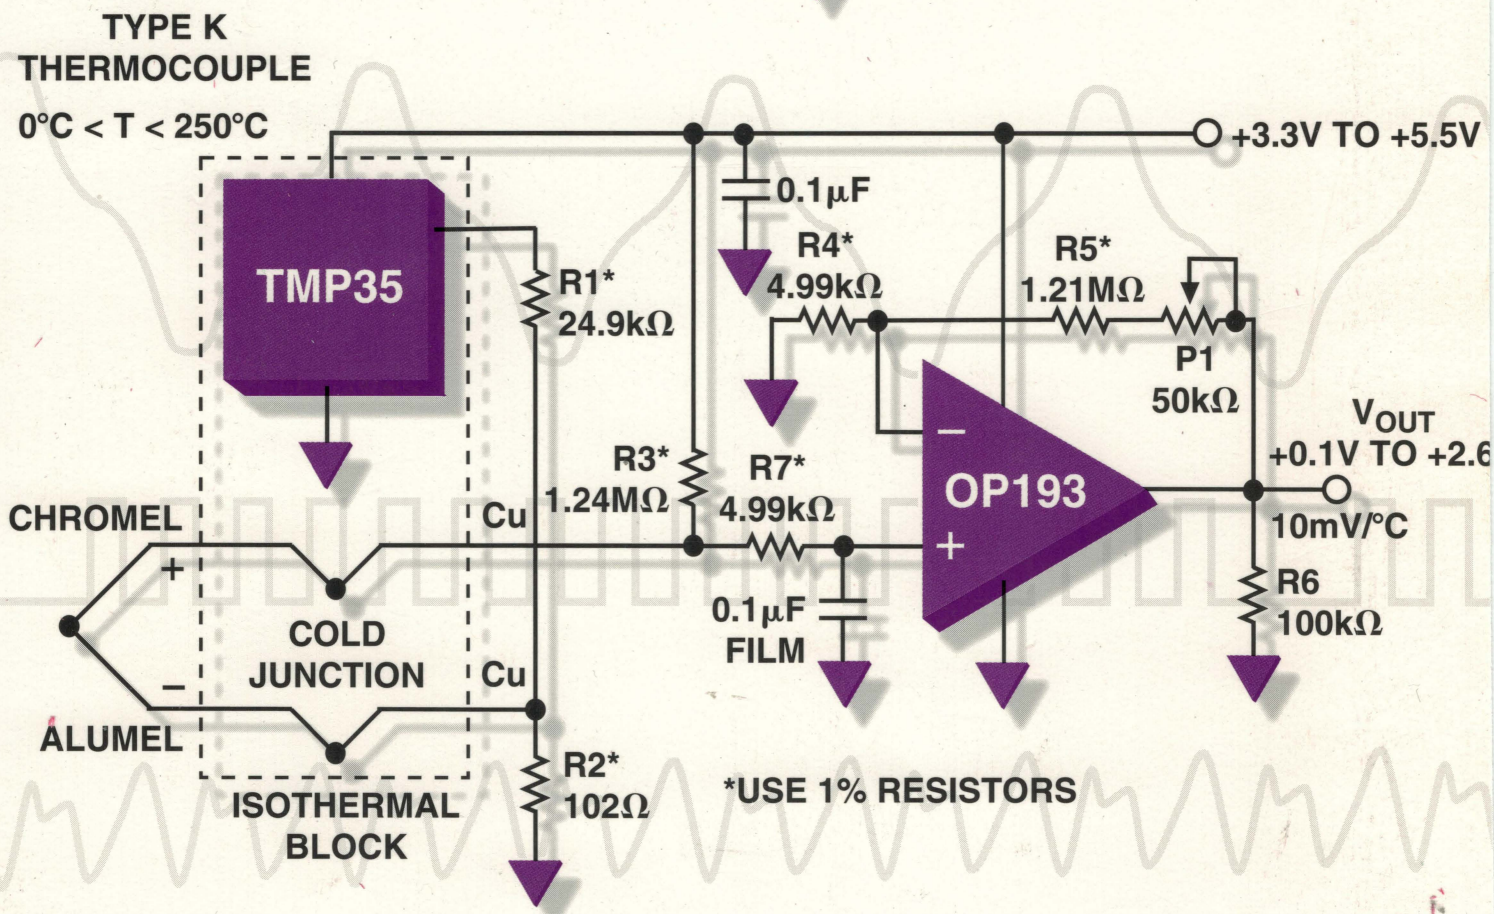 TYPE K
THERMOCOUPLE
0°C < T < 250°C
+3.3V TO +5.5V
0.1µF
TMP35
R1*
24.9kΩ
R4*
4.99kΩ
R5*
1.21MΩ
P1
50kΩ
VOUT
+0.1V TO +2.6
10mV/°C
R3*
1.24MΩ
R7*
4.99kΩ
−
OP193
+
CHROMEL
+
Cu
COLD
JUNCTION
0.1µF
FILM
R6
100kΩ
−
ALUMEL
Cu
R2*
102Ω
*USE 1% RESISTORS
ISOTHERMAL
BLOCK